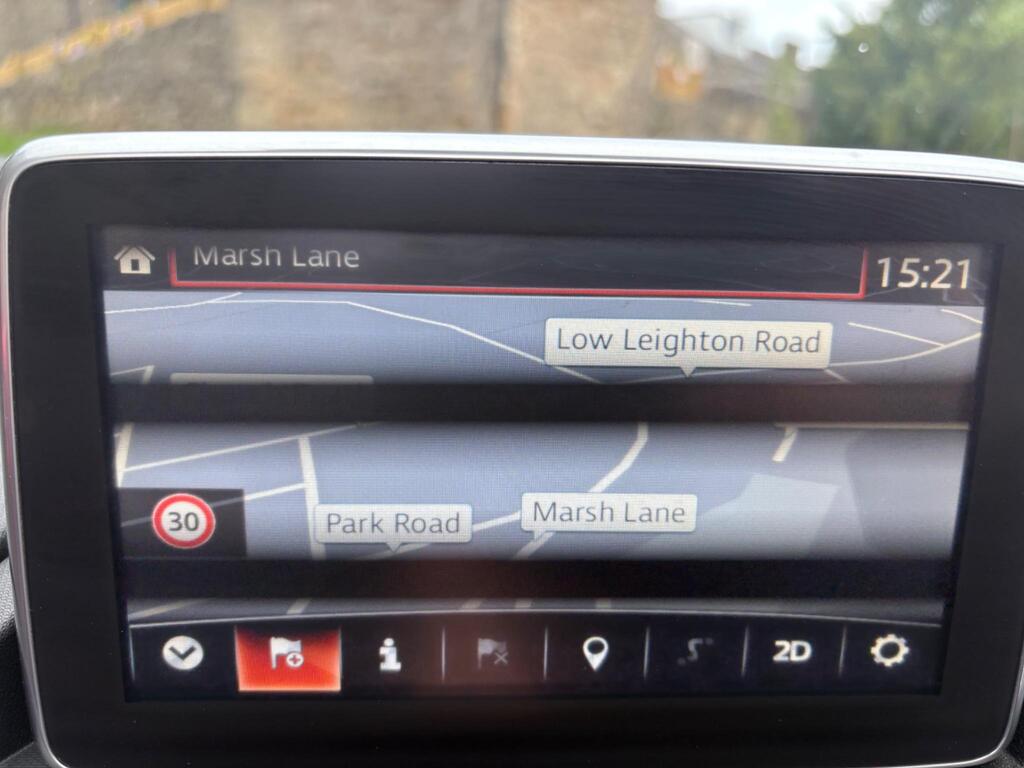 Marsh Lane
15:21
Low Leighton Road
30
Park Road
Marsh Lane
2D